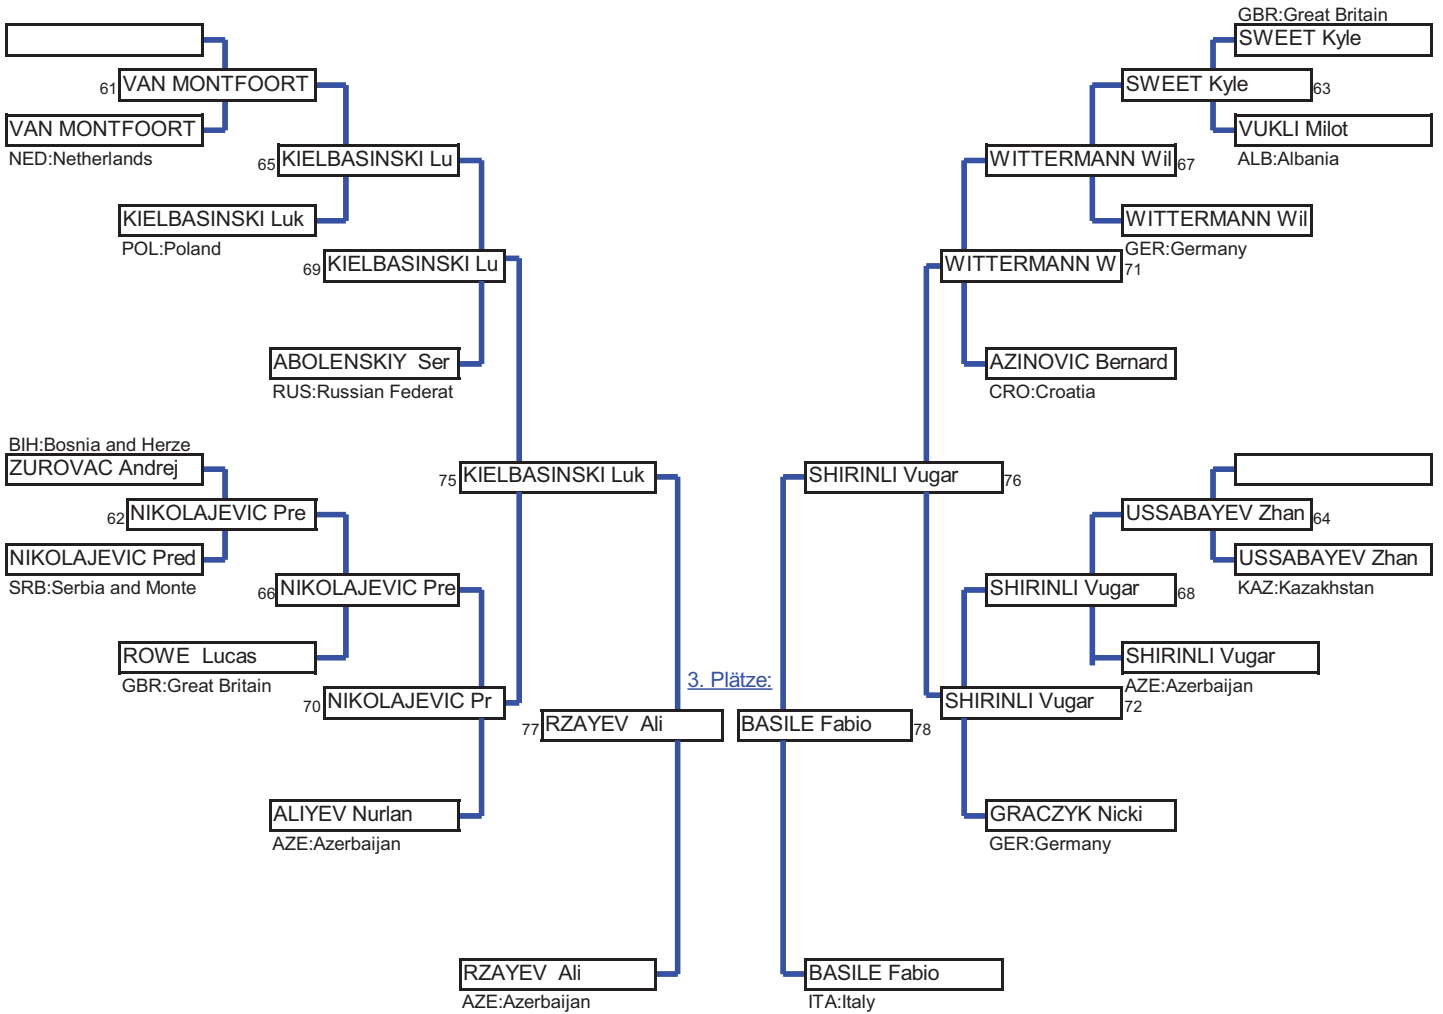 61 VAN MONTFOORT
VAN MONTFOORT
NED:Netherlands
65 KIELBASINSKI Lu
KIELBASINSKI Luk
POL:Poland
69 KIELBASINSKI Lu
ABOLENSKIY Ser
RUS:Russian Federat
BIH:Bosnia and Herze
ZUROVAC Andrej
62 NIKOLAJEVIC Pre
NIKOLAJEVIC Pred
SRB:Serbia and Monte
66 NIKOLAJEVIC Pre
ROWE Lucas
GBR:Great Britain
70 NIKOLAJEVIC Pr
ALIYEV Nurlan
AZE:Azerbaijan
75 KIELBASINSKI Luk
77 RZAYEV Ali
RZAYEV Ali
AZE:Azerbaijan
3. Plätze:
GBR:Great Britain
SWEET Kyle
SWEET Kyle 63
VUKLI Milot
ALB:Albania
WITTERMANN Wil 67
WITTERMANN Wil
GER:Germany
WITTERMANN W 71
AZINOVIC Bernard
CRO:Croatia
SHIRINLI Vugar 76
USSABAYEV Zhan 64
USSABAYEV Zhan
KAZ:Kazakhstan
SHIRINLI Vugar 68
SHIRINLI Vugar
AZE:Azerbaijan
SHIRINLI Vugar 72
GRACZYK Nicki
GER:Germany
BASILE Fabio 78
BASILE Fabio
ITA:Italy